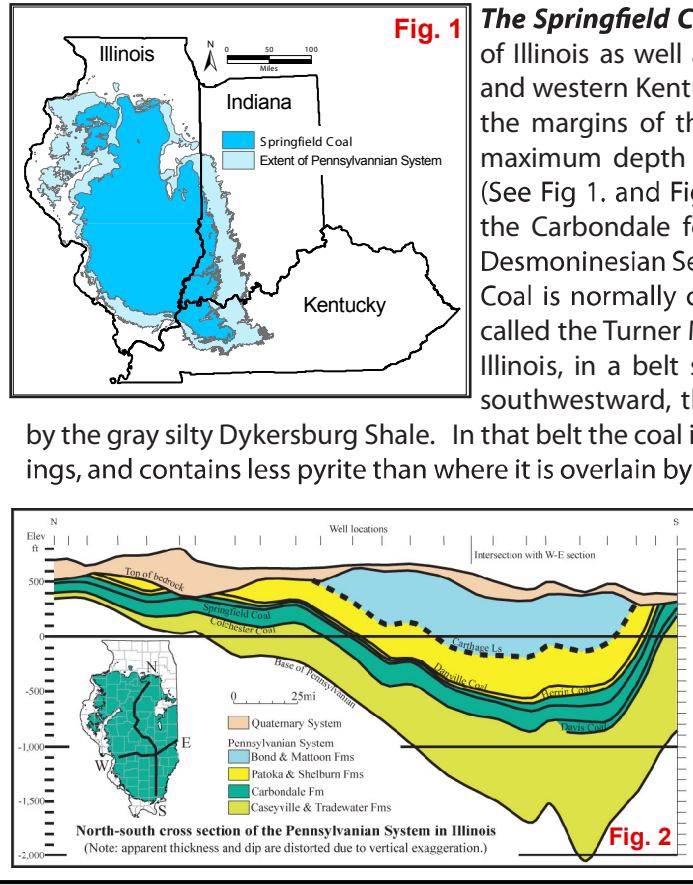 Fig. 1
Illinois
N
0 50 100
Miles
Indiana
Springfield Coal
Extent of Pennsylvannian System
Kentucky
The Springfield C
of Illinois as well a
and western Kentu
the margins of th
maximum depth
(See Fig 1. and Fig
the Carbondale fo
Desmoninesian Se
Coal is normally o
called the Turner M
Illinois, in a belt s
southwestward, th
by the gray silty Dykersburg Shale. In that belt the coal i
ings, and contains less pyrite than where it is overlain by
N
Well locations
S
Elev
ft
Intersection with W-E section
Top of bedrock
500
Springfield Coal
Colchester Coal
0
Carthage Ls
Base of Pennsylvanian
Danville Coal
Herrin Coal
Davis Coal
-500
-1,000
-1,500
-2,000
N
E
W
S
0 25mi
Quaternary System
Pennsylvanian System
Bond & Mattoon Fms
Patoka & Shelburn Fms
Carbondale Fm
Caseyville & Tradewater Fms
North-south cross section of the Pennsylvanian System in Illinois
(Note: apparent thickness and dip are distorted due to vertical exaggeration.)
Fig. 2